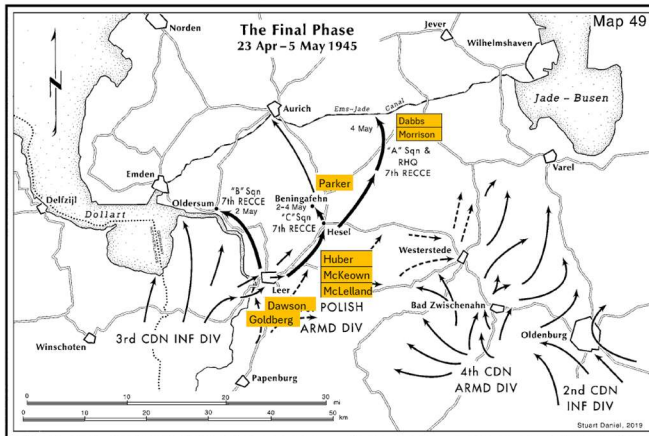 The Final Phase
23 Apr – 5 May 1945
Map 49
Norden
Jever
Wilhelmshaven
N
Jade - Busen
Aurich
Ems-Jade Canal
4 May
Dabbs
Morrison
"A" Sqn &
RHQ
7th RECCE
Varel
Emden
Parker
"B" Sqn
7th RECCE
2 May
Oldersum
Beningafehn
2-4 May
"C" Sqn
7th RECCE
Hesel
Delfzijl
Dollart
Westerstede
Huber
McKeown
McLelland
Leer
Bad Zwischenahn
Dawson
Goldberg
POLISH
ARMD DIV
3rd CDN INF DIV
Oldenburg
Winschoten
Papenburg
4th CDN
ARMD DIV
2nd CDN
INF DIV
0 10 20 30
mi
0 10 20 30 40 50
km
Stuart Daniel, 2019